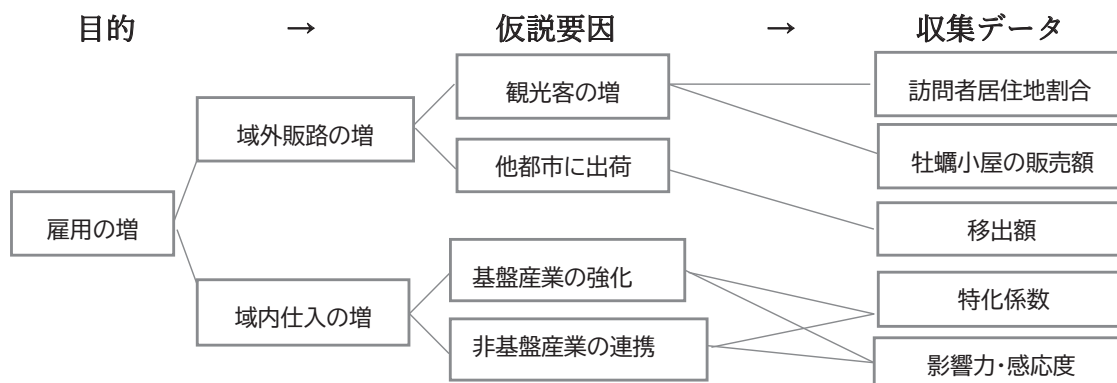 目的 → 仮説要因 → 収集データ
雇用の増
域外販路の増
域内仕入の増
観光客の増
他都市に出荷
基盤産業の強化
非基盤産業の連携
訪問者居住地割合
牡蠣小屋の販売額
移出額
特化係数
影響力・感応度